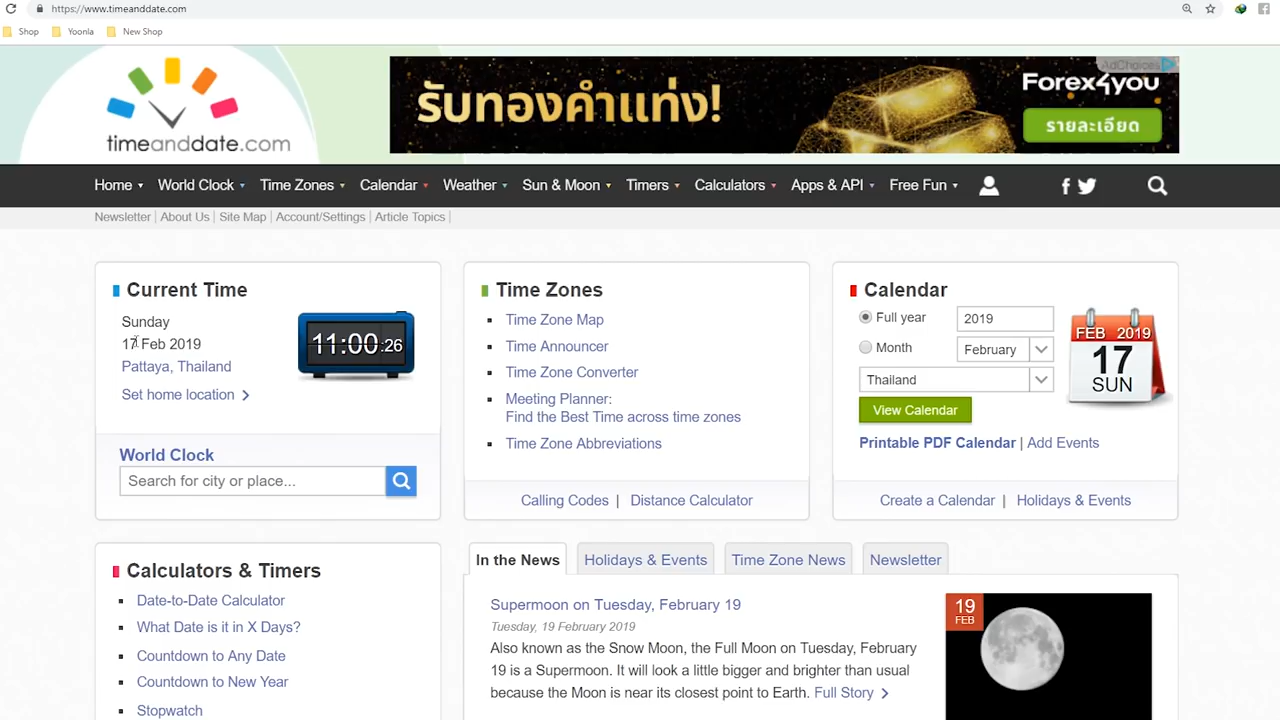 https://www.timeanddate.com
Shop Yoonla New Shop
timeanddate.com
รับทองคำแท่ง!
AdChoices
Forex4you
รายละเอียด
Home World Clock Time Zones Calendar Weather Sun & Moon Timers Calculators Apps & API Free Fun
Newsletter | About Us | Site Map | Account/Settings | Article Topics |
Current Time
Sunday
17 Feb 2019
Pattaya, Thailand
Set home location
11:00:26
World Clock
Search for city or place...
Time Zones
Time Zone Map
Time Announcer
Time Zone Converter
Meeting Planner:
Find the Best Time across time zones
Time Zone Abbreviations
Calling Codes | Distance Calculator
Calendar
Full year 2019
Month February
Thailand
View Calendar
FEB 2019
17
SUN
Printable PDF Calendar | Add Events
Create a Calendar | Holidays & Events
Calculators & Timers
Date-to-Date Calculator
What Date is it in X Days?
Countdown to Any Date
Countdown to New Year
Stopwatch
In the News Holidays & Events Time Zone News Newsletter
Supermoon on Tuesday, February 19
Tuesday, 19 February 2019
Also known as the Snow Moon, the Full Moon on Tuesday, February
19 is a Supermoon. It will look a little bigger and brighter than usual
because the Moon is near its closest point to Earth. Full Story
19
FEB